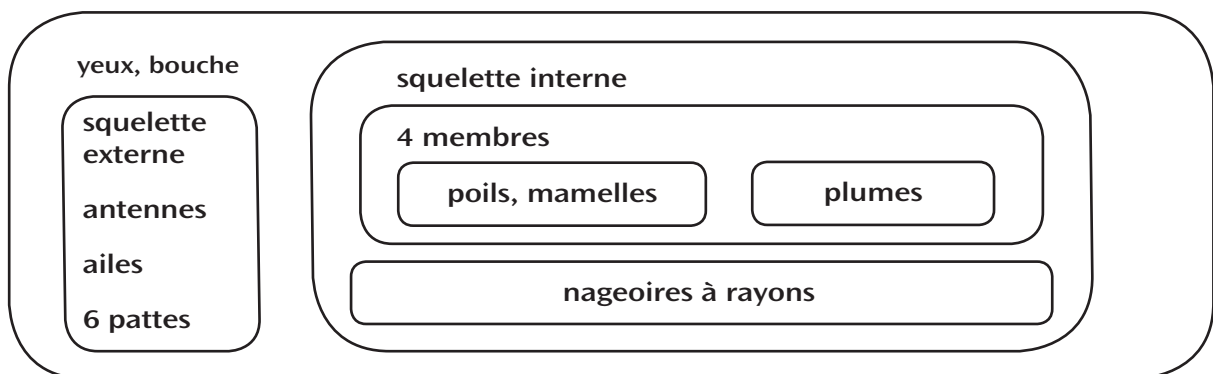 yeux, bouche
squelette
externe
antennes
ailes
6 pattes
squelette interne
4 membres
poils, mamelles
plumes
nageoires à rayons